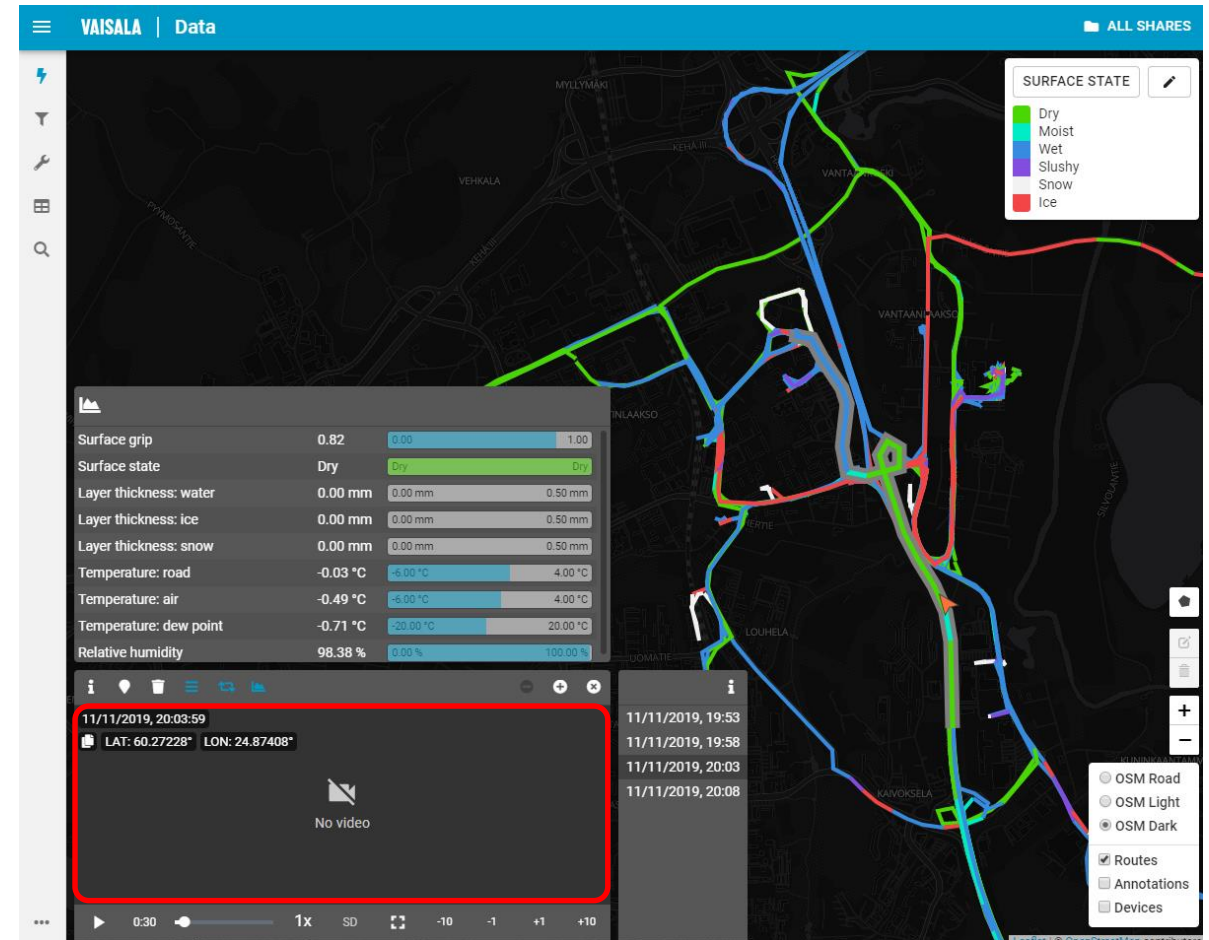 VAISALA | Data
ALL SHARES
SURFACE STATE
Dry
Moist
Wet
Slushy
Snow
Ice
MYLLYMÄKI
KEHÄ III
VEHKALA
KEHÄ III
VANTAANLAAKSO
Surface grip 0.82 0.00 1.00
Surface state Dry Dry Dry
Layer thickness: water 0.00 mm 0.00 mm 0.50 mm
Layer thickness: ice 0.00 mm 0.00 mm 0.50 mm
Layer thickness: snow 0.00 mm 0.00 mm 0.50 mm
Temperature: road -0.03 °C -6.00 °C 4.00 °C
Temperature: air -0.49 °C -6.00 °C 4.00 °C
Temperature: dew point -0.71 °C -20.00 °C 20.00 °C
Relative humidity 98.38 % 0.00 % 100.00 %
LOUHELA
11/11/2019, 20:03:59
LAT: 60.27228° LON: 24.87408°
No video
11/11/2019, 19:53
11/11/2019, 19:58
11/11/2019, 20:03
11/11/2019, 20:08
KAIVOKSELA
OSM Road
OSM Light
OSM Dark
Routes
Annotations
Devices
0:30 1x SD -10 -1 +1 +10